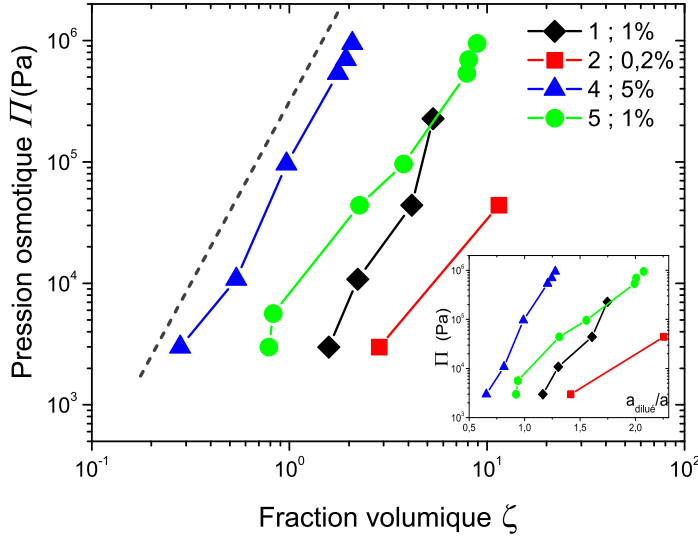 Pression osmotique Π(Pa)
10⁶
10⁵
10⁴
10³
1 ; 1%
2 ; 0,2%
4 ; 5%
5 ; 1%
Π (Pa)
10⁶
10⁵
10⁴
10³
0,5 1,0 1,5 2,0
a_dilué/a
10⁻¹ 10⁰ 10¹ 10²
Fraction volumique ζ